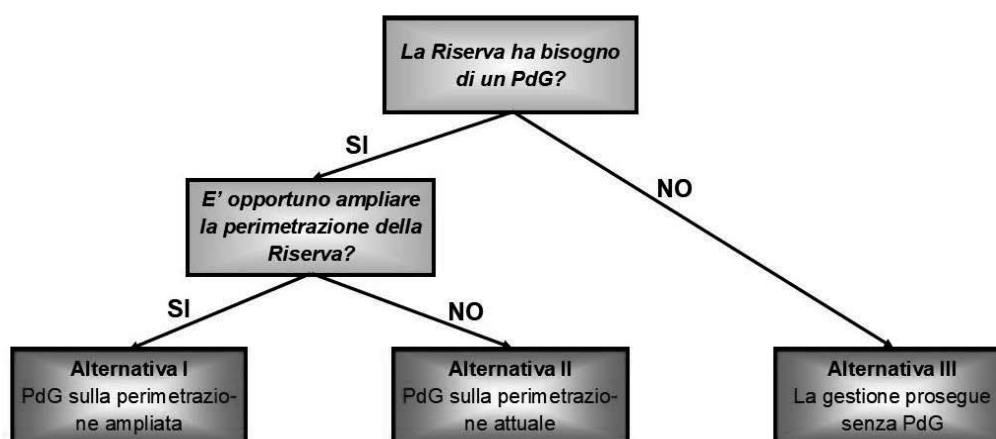 La Riserva ha bisogno
di un PdG?
SI
NO
E’ opportuno ampliare
la perimetrazione della
Riserva?
SI
NO
Alternativa I
PdG sulla perimetrazio-
ne ampliata
Alternativa II
PdG sulla perimetrazio-
ne attuale
Alternativa III
La gestione prosegue
senza PdG